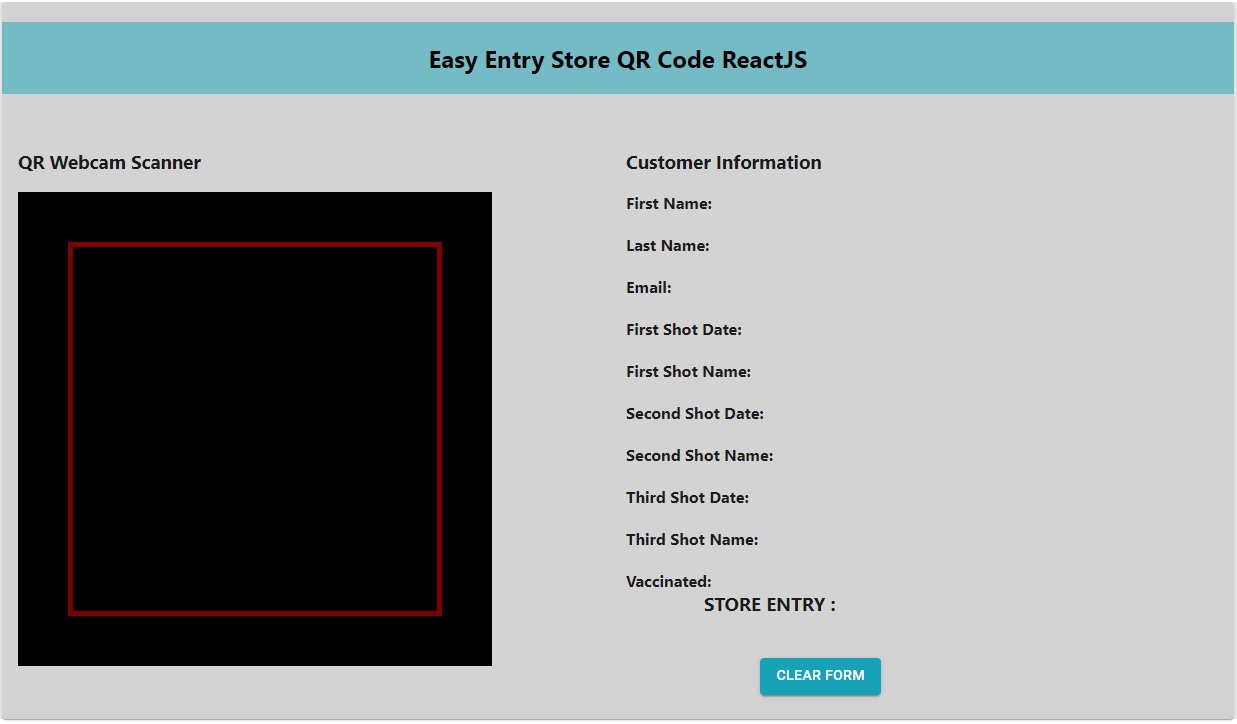 Easy Entry Store QR Code ReactJS
QR Webcam Scanner
Customer Information
First Name:
Last Name:
Email:
First Shot Date:
First Shot Name:
Second Shot Date:
Second Shot Name:
Third Shot Date:
Third Shot Name:
Vaccinated:
STORE ENTRY :
CLEAR FORM